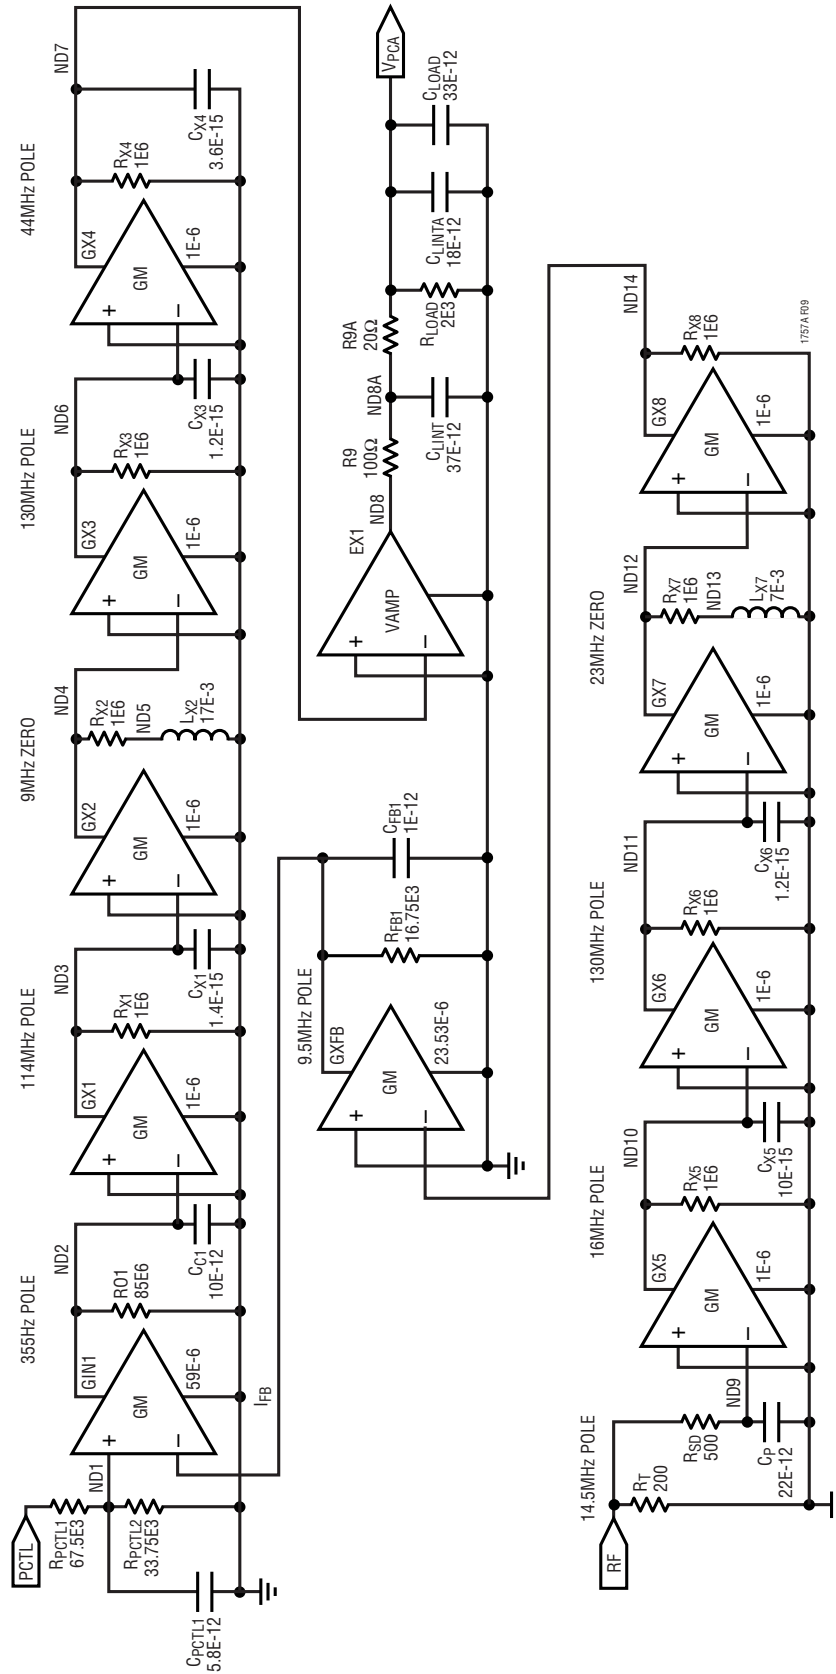 PCTL
RPCTL1
67.5E3
ND1
RPCTL2
33.75E3
CPCTL1
5.8E-12
355Hz POLE
GIN1
GM
59E-6
+
–
ND2
RO1
85E6
CC1
10E-12
114MHz POLE
GX1
GM
1E-6
+
–
ND3
RX1
1E6
CX1
1.4E-15
9MHz ZERO
GX2
GM
1E-6
+
–
ND4
RX2
1E6
ND5
LX2
17E-3
130MHz POLE
GX3
GM
1E-6
+
–
ND6
RX3
1E6
CX3
1.2E-15
44MHz POLE
GX4
GM
1E-6
+
–
ND7
RX4
1E6
CX4
3.6E-15
IFB
9.5MHz POLE
GXFB
GM
23.53E-6
+
–
RFB1
16.75E3
CFB1
1E-12
EX1
VAMP
+
–
ND8
R9
100Ω
ND8A
CLINT
37E-12
R9A
20Ω
RLOAD
2E3
CLINTA
18E-12
CLOAD
33E-12
VPCA
RF
14.5MHz POLE
RT
200
RSD
500
ND9
CP
22E-12
16MHz POLE
GX5
GM
1E-6
+
–
ND10
RX5
1E6
CX5
10E-15
130MHz POLE
GX6
GM
1E-6
+
–
ND11
RX6
1E6
CX6
1.2E-15
23MHz ZERO
GX7
GM
1E-6
+
–
ND12
RX7
1E6
ND13
LX7
7E-3
GX8
GM
1E-6
+
–
ND14
RX8
1E6
1757A F09